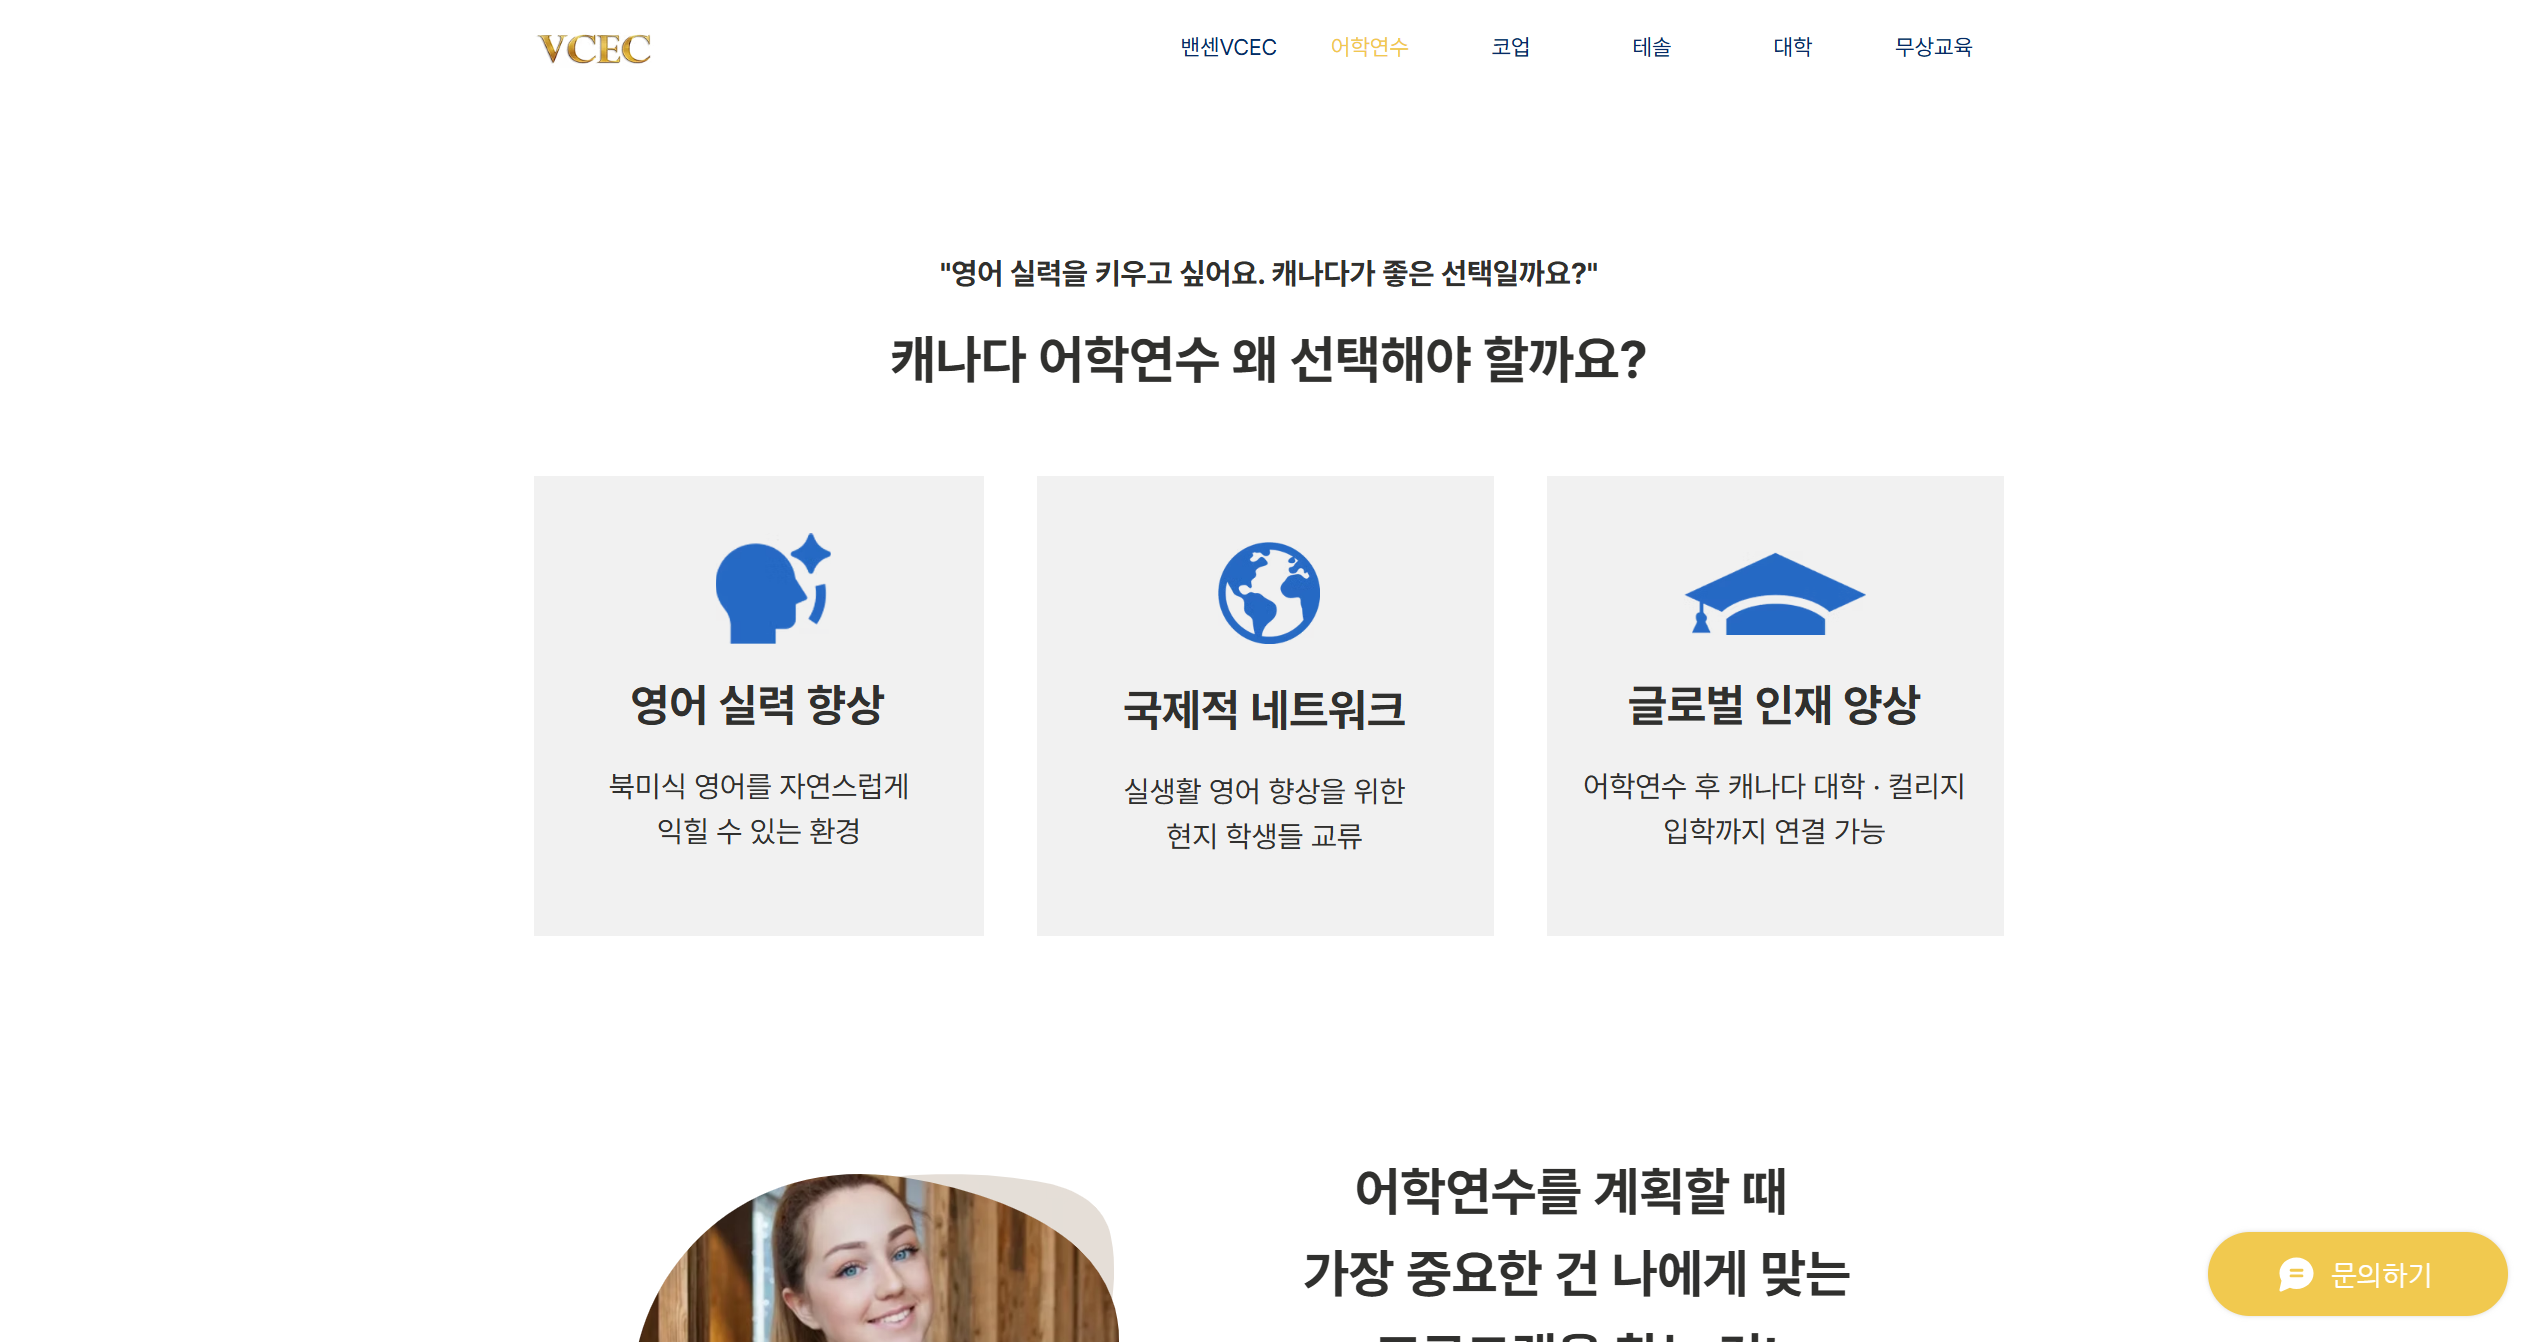 VCEC
밴센VCEC 어학연수 코업 테솔 대학 무상교육
"영어 실력을 키우고 싶어요. 캐나다가 좋은 선택일까요?"
캐나다 어학연수 왜 선택해야 할까요?
영어 실력 향상
북미식 영어를 자연스럽게
익힐 수 있는 환경
국제적 네트워크
실생활 영어 향상을 위한
현지 학생들 교류
글로벌 인재 양상
어학연수 후 캐나다 대학 · 컬리지
입학까지 연결 가능
어학연수를 계획할 때
가장 중요한 건 나에게 맞는
문의하기